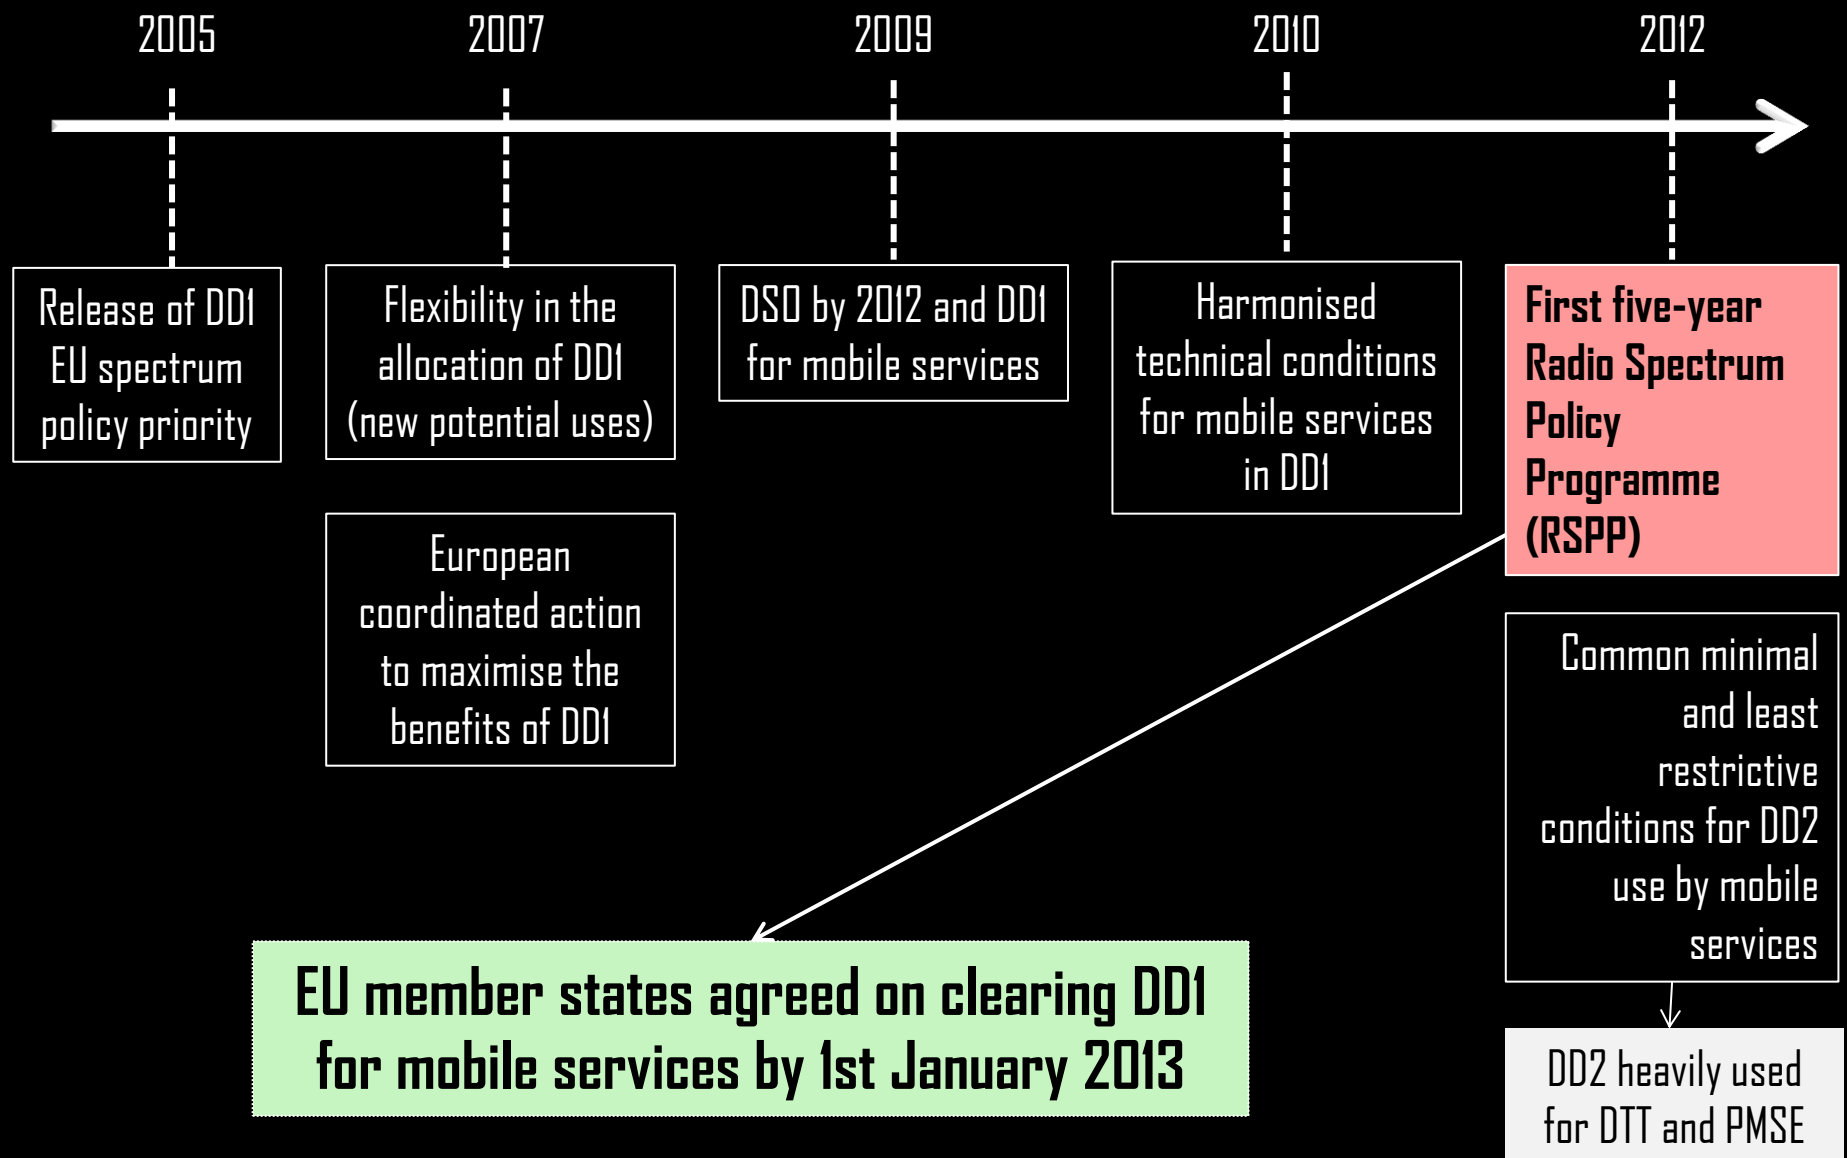 2005
2007
2009
2010
2012
Release of DD1
EU spectrum
policy priority
Flexibility in the
allocation of DD1
(new potential uses)
European
coordinated action
to maximise the
benefits of DD1
DSO by 2012 and DD1
for mobile services
Harmonised
technical conditions
for mobile services
in DD1
First five-year
Radio Spectrum
Policy
Programme
(RSPP)
Common minimal
and least
restrictive
conditions for DD2
use by mobile
services
EU member states agreed on clearing DD1
for mobile services by 1st January 2013
DD2 heavily used
for DTT and PMSE